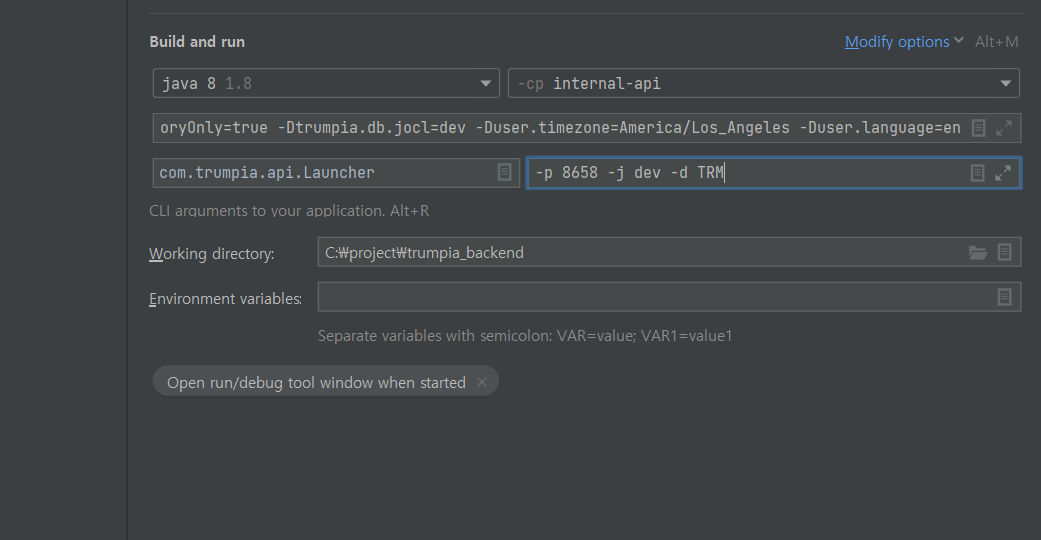 Build and run
Modify options Alt+M
java 8 1.8
-cp internal-api
oryOnly=true -Dtrumpia.db.jocl=dev -Duser.timezone=America/Los_Angeles -Duser.language=en
com.trumpia.api.Launcher
-p 8658 -j dev -d TRM
CLI arguments to your application. Alt+R
Working directory:
C:₩project₩trumpia_backend
Environment variables:
Separate variables with semicolon: VAR=value; VAR1=value1
Open run/debug tool window when started ×